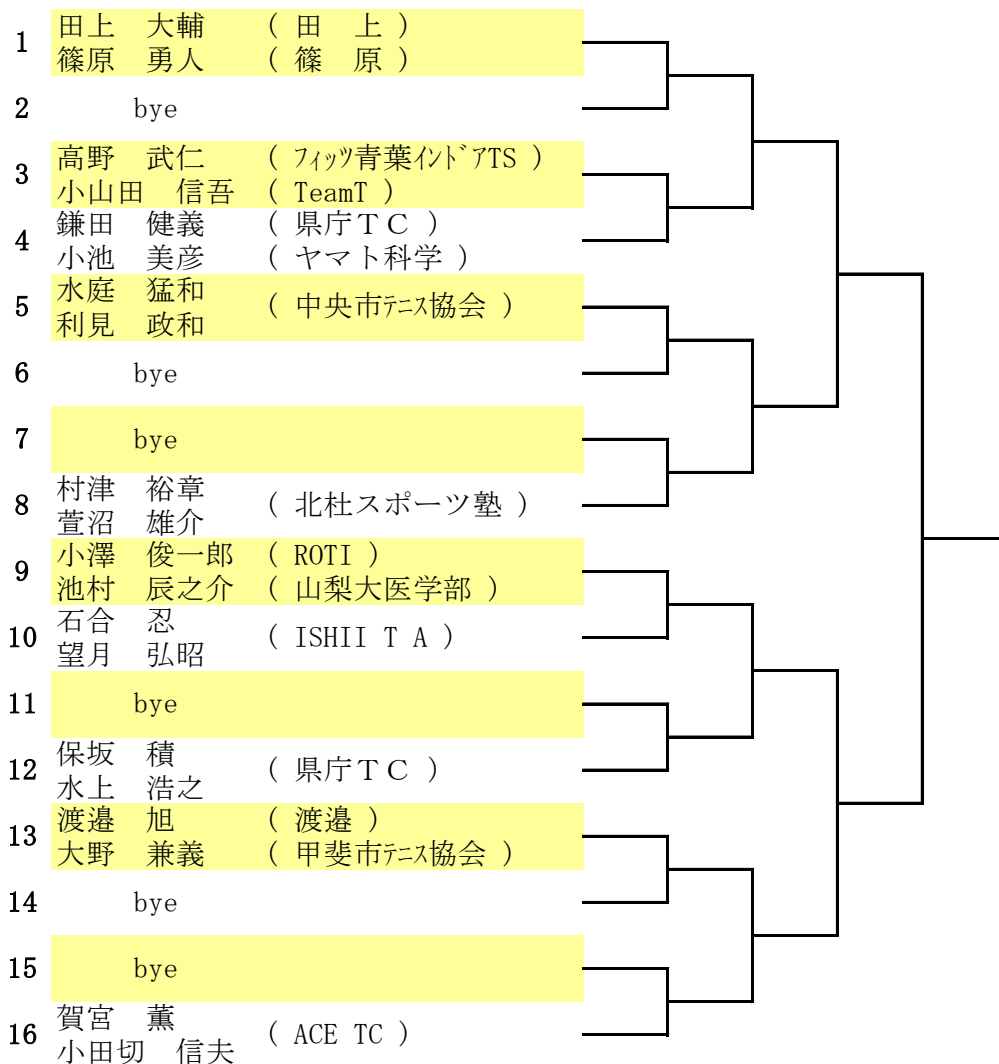 1 田上 大輔 ( 田 上 )
篠原 勇人 ( 篠 原 )
2 bye
3 高野 武仁 ( フィッツ青葉インドアTS )
小山田 信吾 ( TeamT )
4 鎌田 健義 ( 県庁TC )
小池 美彦 ( ヤマト科学 )
5 水庭 猛和 ( 中央市テニス協会 )
利見 政和
6 bye
7 bye
8 村津 裕章 ( 北杜スポーツ塾 )
萱沼 雄介
9 小澤 俊一郎 ( ROTI )
池村 辰之介 ( 山梨大医学部 )
10 石合 忍 ( ISHII T A )
望月 弘昭
11 bye
12 保坂 積 ( 県庁TC )
水上 浩之
13 渡邉 旭 ( 渡邉 )
大野 兼義 ( 甲斐市テニス協会 )
14 bye
15 bye
16 賀宮 薫 ( ACE TC )
小田切 信夫